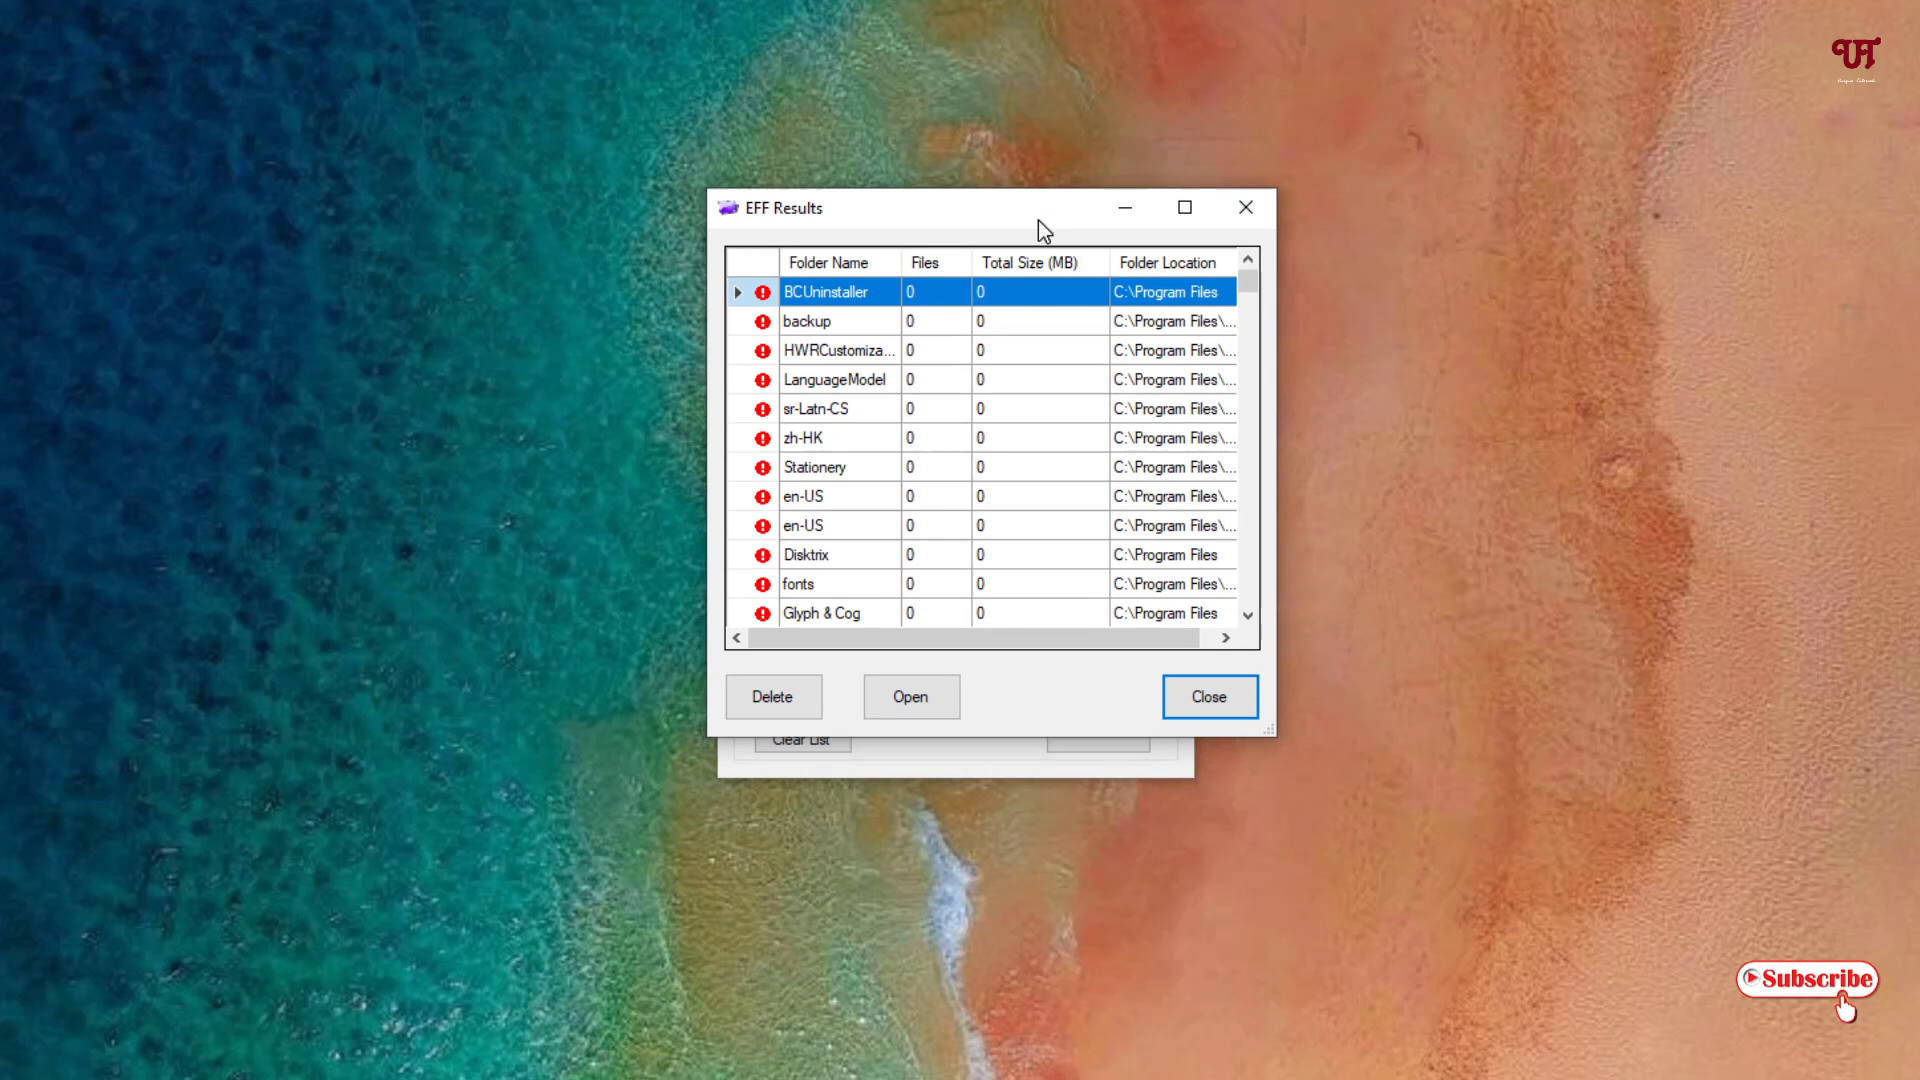 UT
EFF Results
Folder Name Files Total Size (MB) Folder Location
BCUninstaller 0 0 C:\Program Files
backup 0 0 C:\Program Files\...
HWRCustomiza... 0 0 C:\Program Files\...
LanguageModel 0 0 C:\Program Files\...
sr-Latn-CS 0 0 C:\Program Files\...
zh-HK 0 0 C:\Program Files\...
Stationery 0 0 C:\Program Files\...
en-US 0 0 C:\Program Files\...
en-US 0 0 C:\Program Files\...
Disktrix 0 0 C:\Program Files
fonts 0 0 C:\Program Files\...
Glyph & Cog 0 0 C:\Program Files
Delete Open Close
Clear List
Subscribe